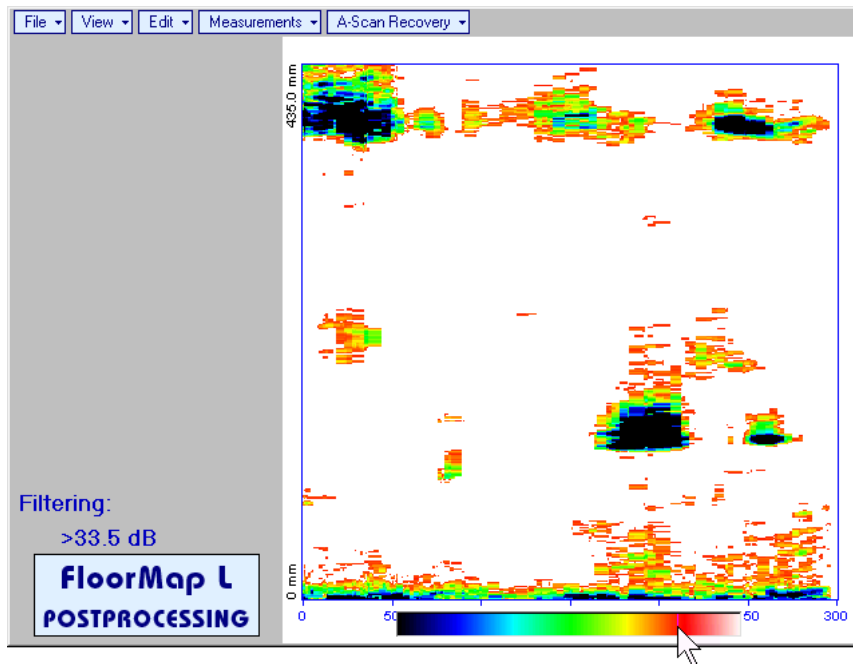 File View Edit Measurements A-Scan Recovery
435.0 mm
0 mm
0 50 50 300
Filtering:
>33.5 dB
FloorMap L
POSTPROCESSING